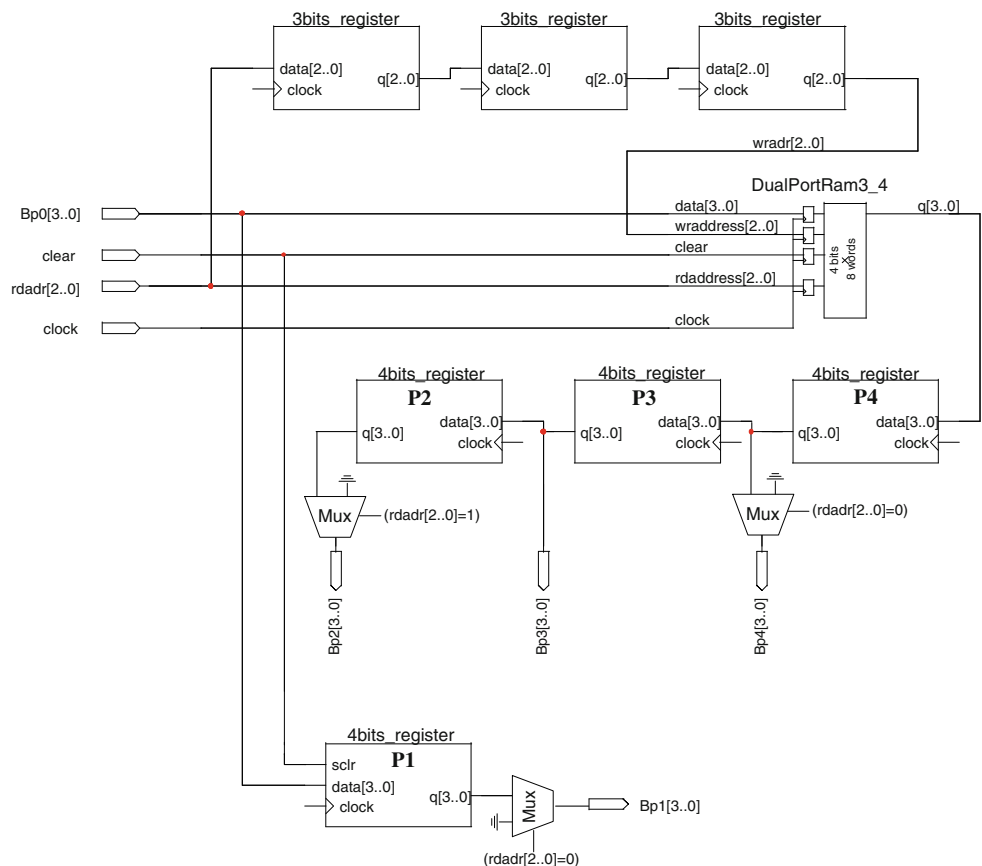 3bits_register
3bits_register
3bits_register
data[2..0]
q[2..0]
clock
data[2..0]
q[2..0]
clock
data[2..0]
q[2..0]
clock
wradr[2..0]
DualPortRam3_4
Bp0[3..0]
data[3..0]
q[3..0]
wraddress[2..0]
clear
clear
rdadr[2..0]
rdaddress[2..0]
clock
clock
4 bits
×
8 words
4bits_register
4bits_register
4bits_register
P2
P3
P4
data[3..0]
q[3..0]
clock
data[3..0]
q[3..0]
clock
data[3..0]
q[3..0]
clock
Mux
(rdadr[2..0]=1)
Mux
(rdadr[2..0]=0)
Bp2[3..0]
Bp3[3..0]
Bp4[3..0]
4bits_register
P1
sclr
data[3..0]
q[3..0]
clock
Mux
Bp1[3..0]
(rdadr[2..0]=0)